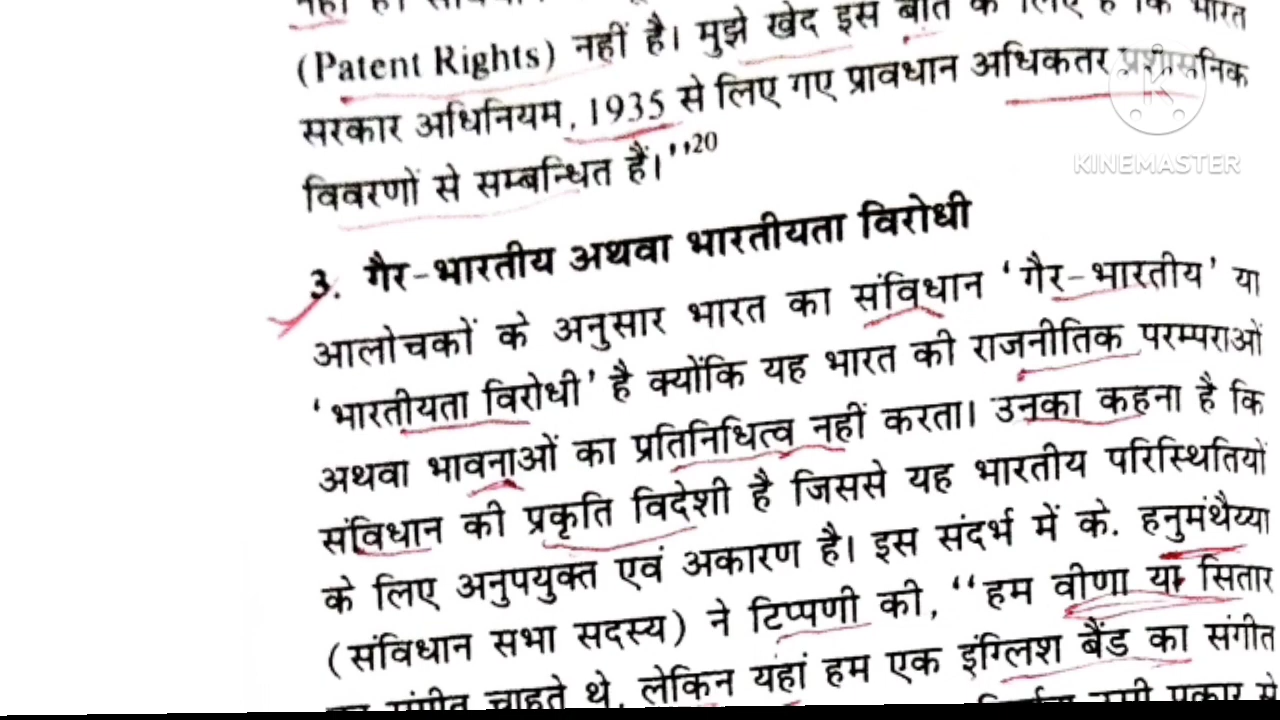 (Patent Rights) नहीं है। मुझे खेद इस बात के लिए है कि भारत
सरकार अधिनियम, 1935 से लिए गए प्रावधान अधिकतर प्रशासनिक
विवरणों से सम्बन्धित हैं।''20
3. गैर-भारतीय अथवा भारतीयता विरोधी
आलोचकों के अनुसार भारत का संविधान 'गैर-भारतीय' या
'भारतीयता विरोधी' है क्योंकि यह भारत की राजनीतिक परम्पराओं
अथवा भावनाओं का प्रतिनिधित्व नहीं करता। उनका कहना है कि
संविधान की प्रकृति विदेशी है जिससे यह भारतीय परिस्थितियों
के लिए अनुपयुक्त एवं अकारण है। इस संदर्भ में के. हनुमंथैय्या
(संविधान सभा सदस्य) ने टिप्पणी की, ''हम वीणा या सितार
का संगीत चाहते थे, लेकिन यहां हम एक इंग्लिश बैंड का संगीत
KINEMASTER